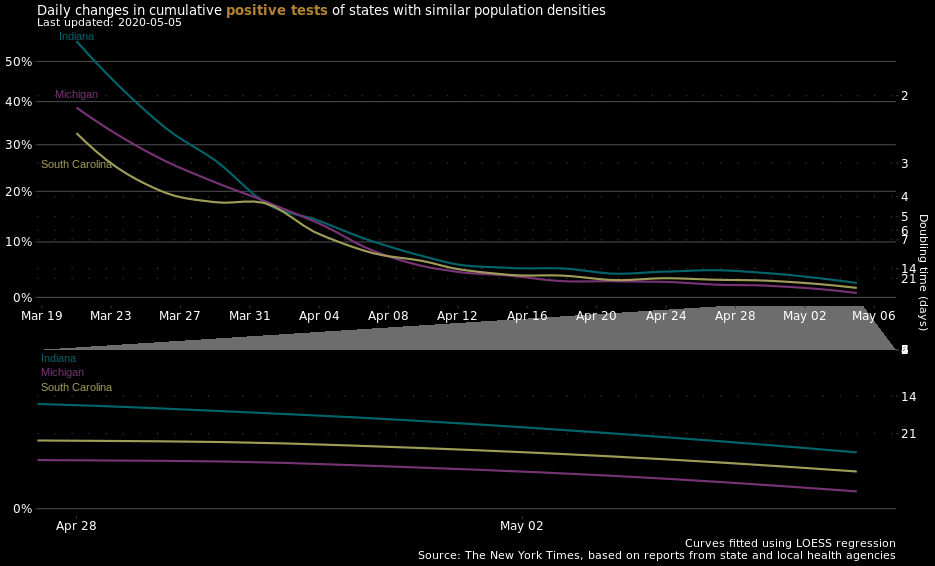 Daily changes in cumulative positive tests of states with similar population densities
Last updated: 2020-05-05
Indiana
Michigan
South Carolina
50%
40%
30%
20%
10%
0%
2
3
4
5
6
7
14
21
Doubling time (days)
Mar 19 Mar 23 Mar 27 Mar 31 Apr 04 Apr 08 Apr 12 Apr 16 Apr 20 Apr 24 Apr 28 May 02 May 06
Indiana
Michigan
South Carolina
14
21
0%
Apr 28 May 02
Curves fitted using LOESS regression
Source: The New York Times, based on reports from state and local health agencies